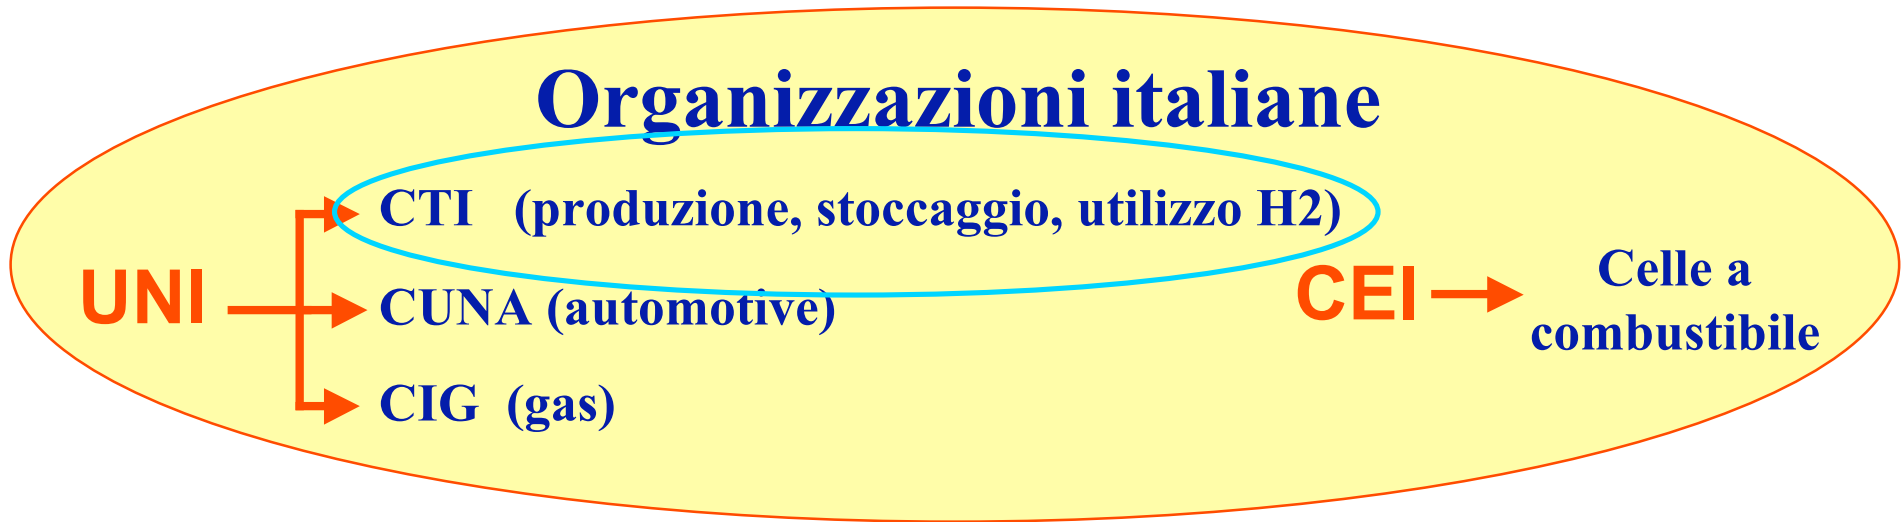 Organizzazioni italiane
CTI (produzione, stoccaggio, utilizzo H2)
UNI
CUNA (automotive)
CIG (gas)
CEI
Celle a
combustibile